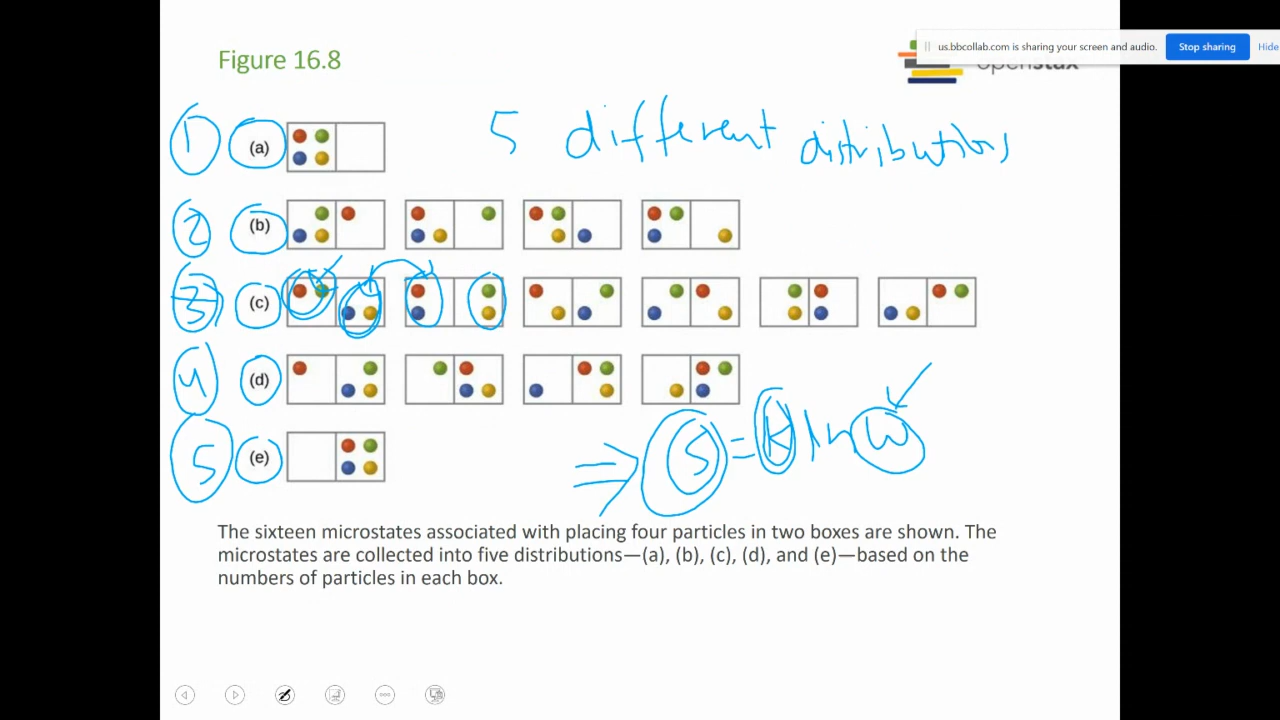 Figure 16.8
us.bbcollab.com is sharing your screen and audio. Stop sharing Hide
openstax
1 (a) 5 different distributions
2 (b)
3 (c)
4 (d)
S = k ln W
5 (e)
The sixteen microstates associated with placing four particles in two boxes are shown. The
microstates are collected into five distributions—(a), (b), (c), (d), and (e)—based on the
numbers of particles in each box.